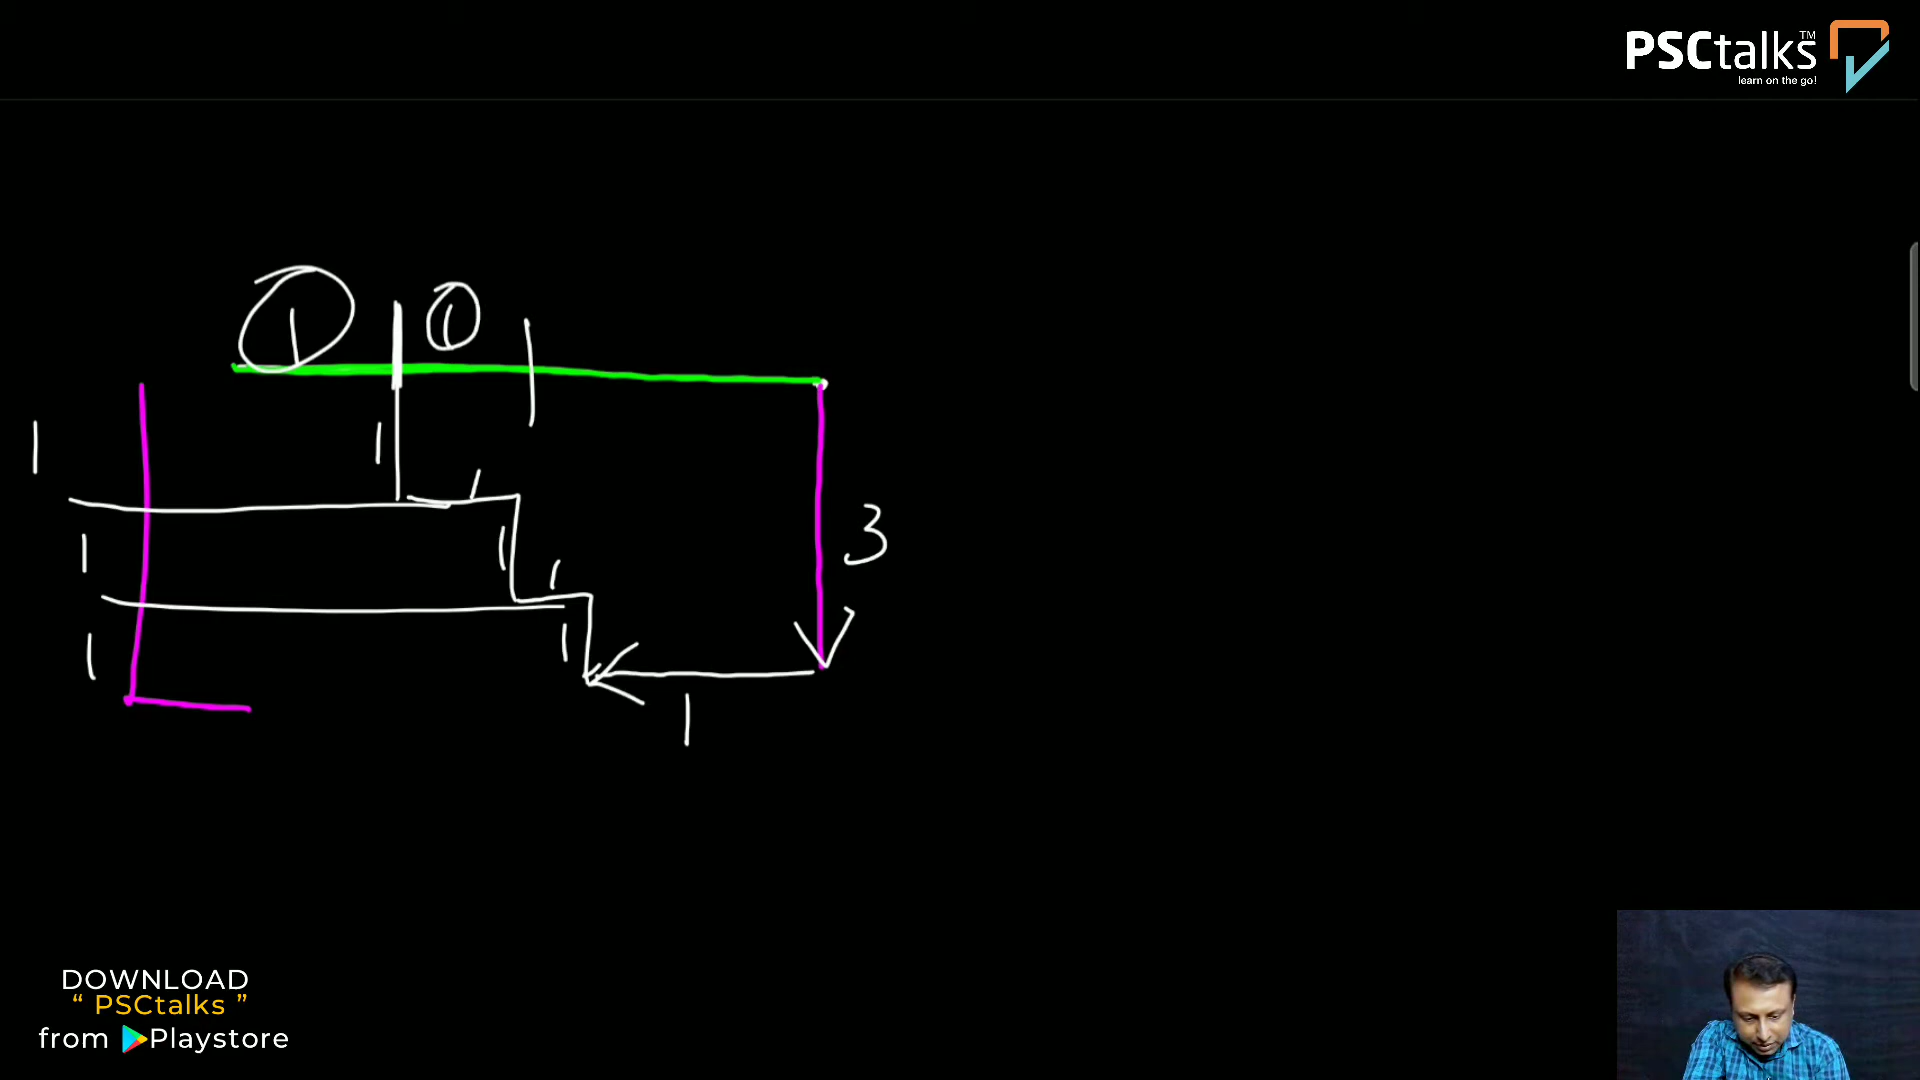 PSCtalks™
learn on the go!
1 1
1 1
1
3
1 1 1
1 1
1
DOWNLOAD
“ PSCtalks ”
from Playstore